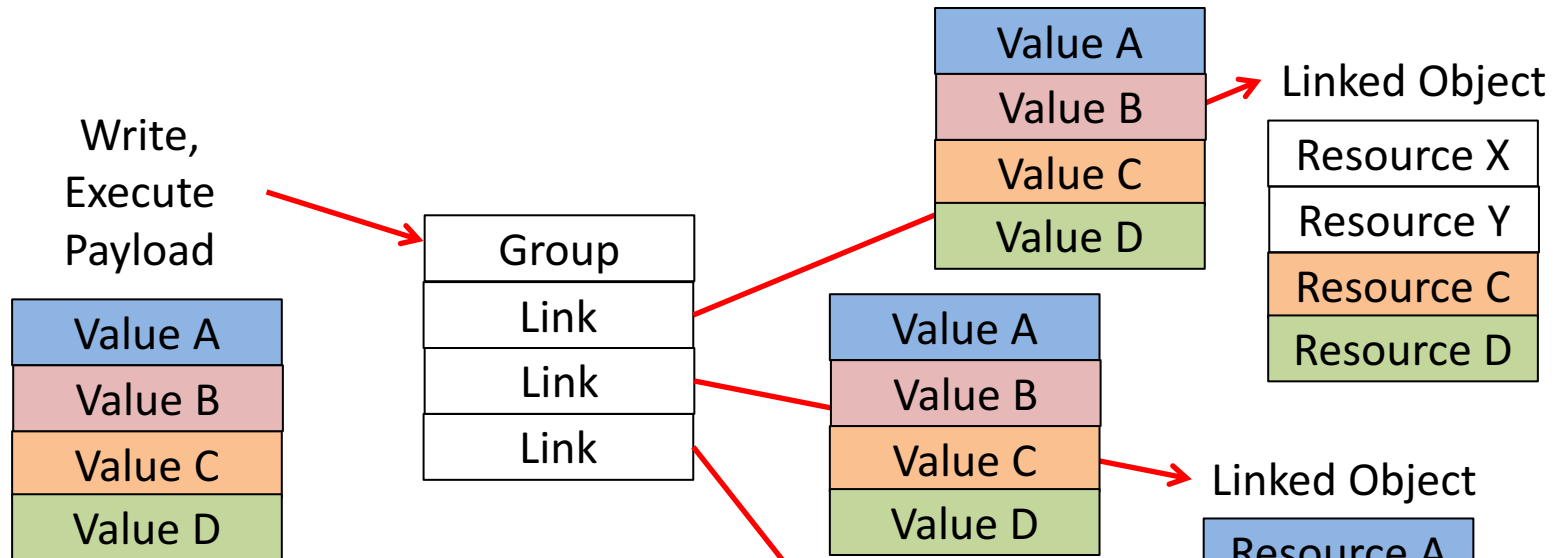 Write,
Execute
Payload
Value A
Value B
Value C
Value D
Group
Link
Link
Link
Value A
Value B
Value C
Value D
Linked Object
Resource X
Resource Y
Resource C
Resource D
Value A
Value B
Value C
Value D
Linked Object
Resource A